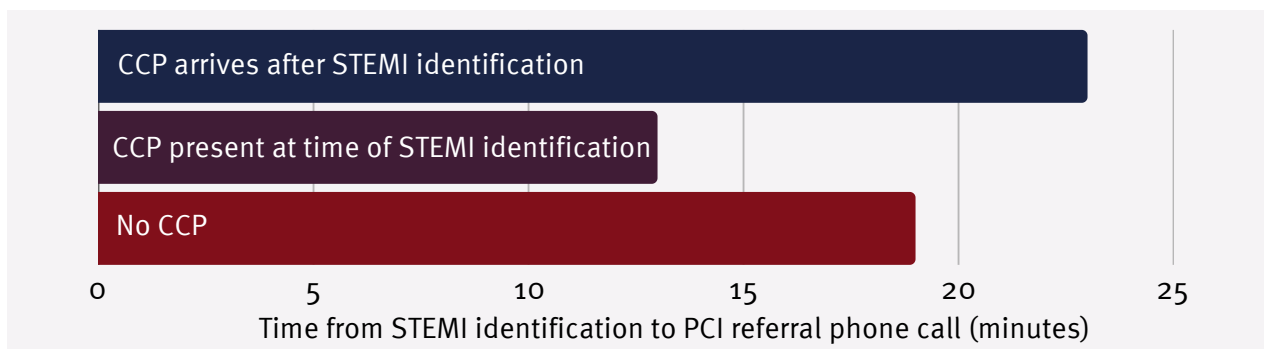 CCP arrives after STEMI identification
CCP present at time of STEMI identification
No CCP
0 5 10 15 20 25
Time from STEMI identification to PCI referral phone call (minutes)